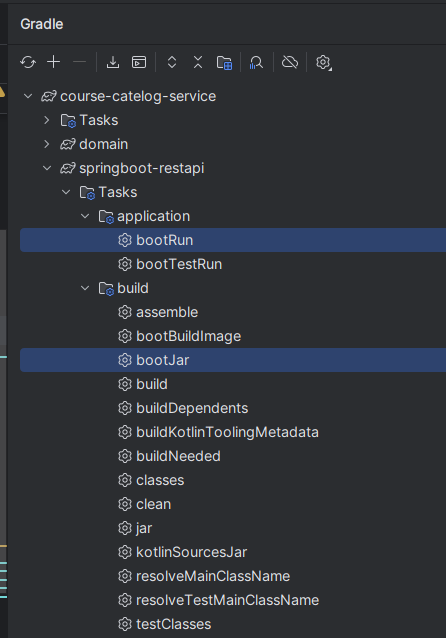 Gradle
course-catelog-service
Tasks
domain
springboot-restapi
Tasks
application
bootRun
bootTestRun
build
assemble
bootBuildImage
bootJar
build
buildDependents
buildKotlinToolingMetadata
buildNeeded
classes
clean
jar
kotlinSourcesJar
resolveMainClassName
resolveTestMainClassName
testClasses